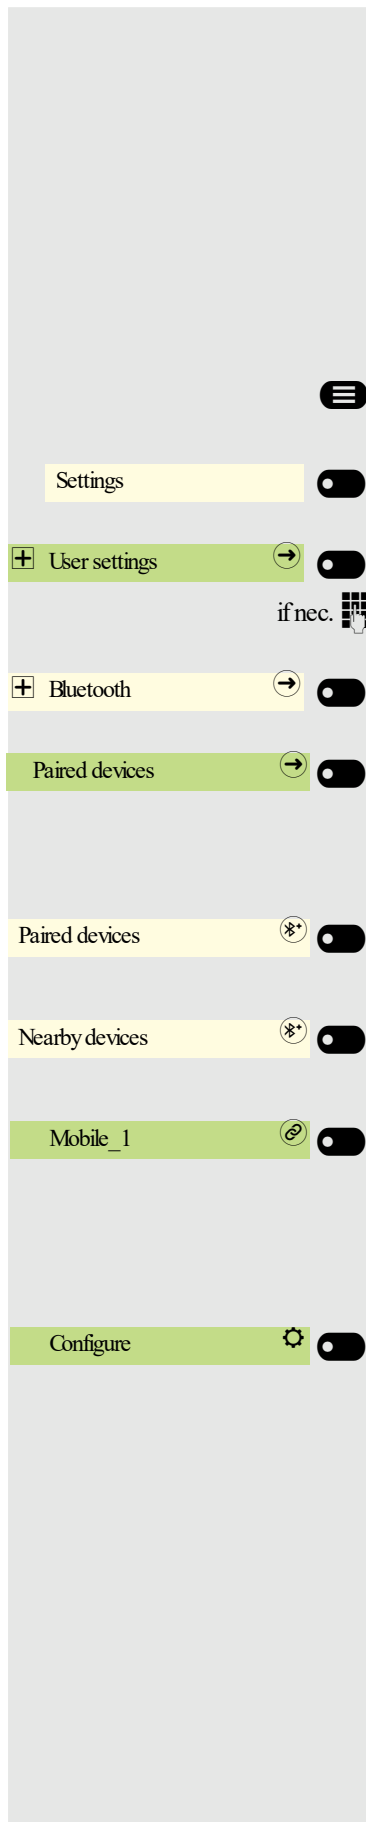 Settings
User settings
if nec.
Bluetooth
Paired devices
Paired devices
Nearby devices
Mobile_1
Configure